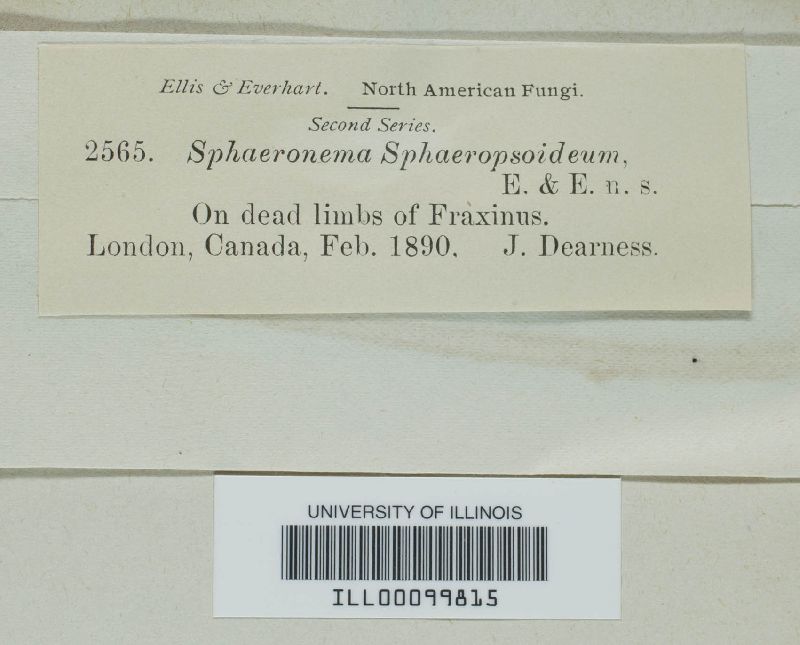 Ellis & Everhart. North American Fungi.
Second Series.
2565. Sphaeronema Sphaeropsoideum,
E. & E. n. s.
On dead limbs of Fraxinus.
London, Canada, Feb. 1890. J. Dearness.
UNIVERSITY OF ILLINOIS
ILL00099815